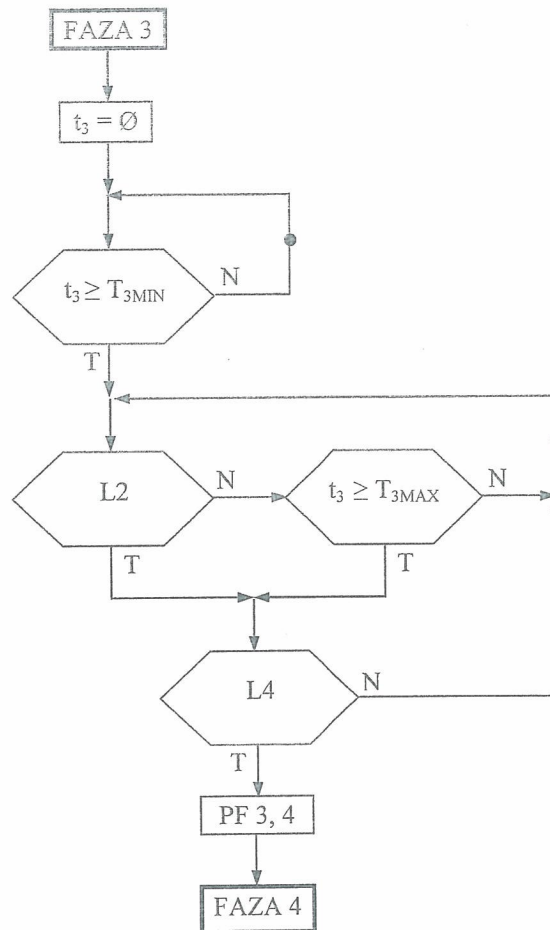 FAZA 3
t₃ = Ø
t₃ ≥ T₃MIN
N
T
L2
N
t₃ ≥ T₃MAX
N
T
T
L4
N
T
PF 3, 4
FAZA 4